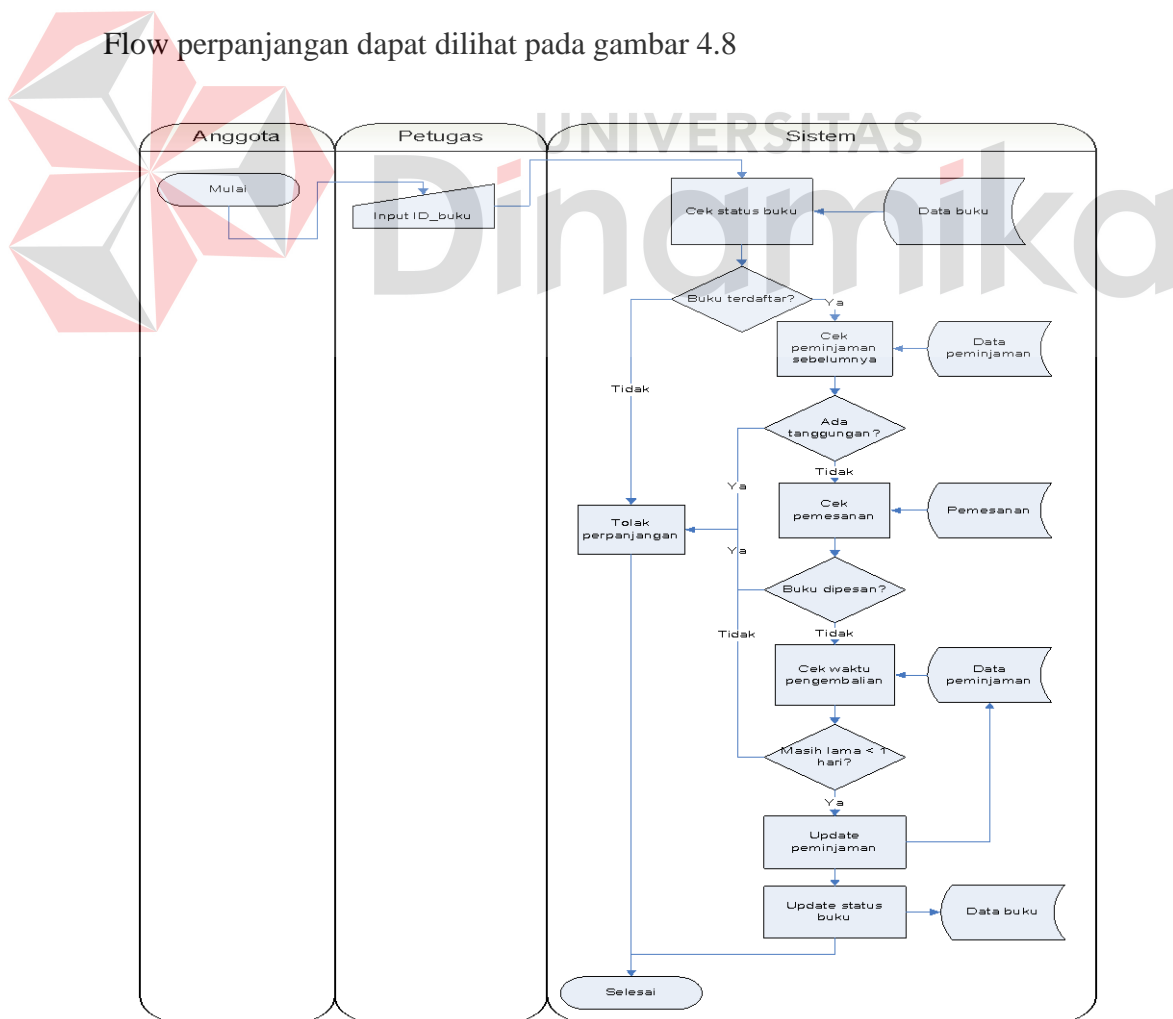 Flow perpanjangan dapat dilihat pada gambar 4.8
UNIVERSITAS
Dinamika
Anggota
Petugas
Sistem
Mulai
Input ID_buku
Cek status buku
Data buku
Buku terdaftar?
Ya
Cek
peminjaman
sebelumnya
Data
peminjaman
Tidak
Ada
tanggungan?
Tidak
Ya
Cek
pemesanan
Pemesanan
Tolak
perpanjangan
Ya
Buku dipesan?
Tidak
Tidak
Cek waktu
pengembalian
Data
peminjaman
Masih lama < 1
hari?
Ya
Update
peminjaman
Update status
buku
Data buku
Selesai